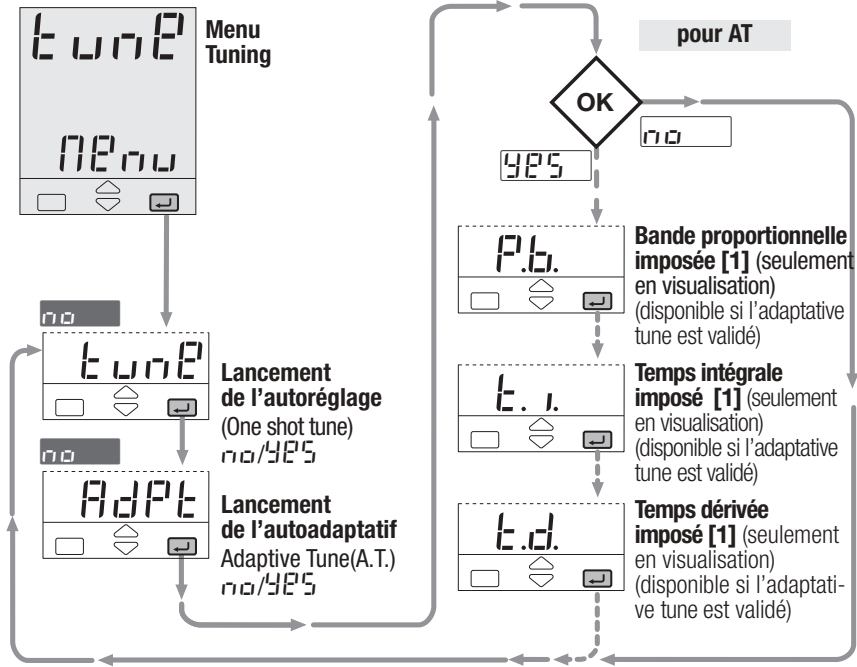 tunE
Menu
Tuning
MEnu
no
tunE
Lancement
de l'autoréglage
(One shot tune)
no/YES
no
AdPt
Lancement
de l'autoadaptatif
Adaptive Tune(A.T.)
no/YES
pour AT
OK
no
YES
P.b.
Bande proportionnelle
imposée [1] (seulement
en visualisation)
(disponible si l'adaptative
tune est validé)
t. i.
Temps intégrale
imposé [1] (seulement
en visualisation)
(disponible si l'adaptative
tune est validé)
t.d.
Temps dérivée
imposé [1] (seulement
en visualisation)
(disponible si l'adaptati-
ve tune est validé)